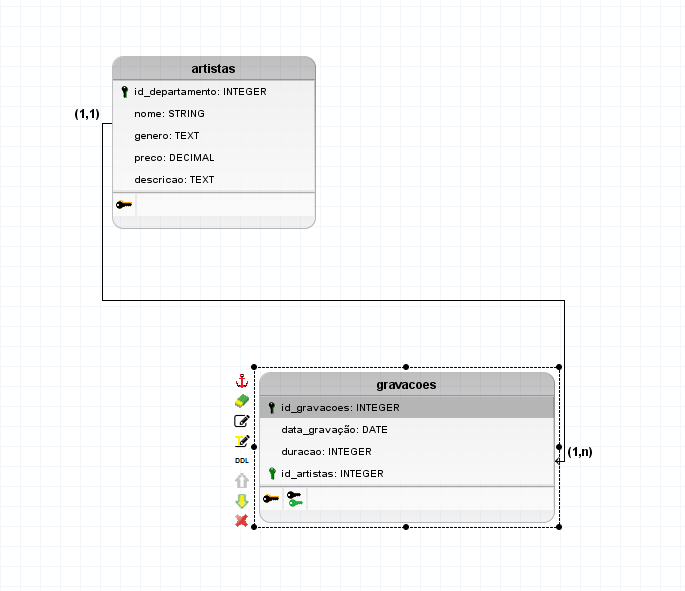 artistas
id_departamento: INTEGER
(1,1)
nome: STRING
genero: TEXT
preco: DECIMAL
descricao: TEXT
gravacoes
id_gravacoes: INTEGER
data_gravação: DATE
duracao: INTEGER
(1,n)
DDL
id_artistas: INTEGER